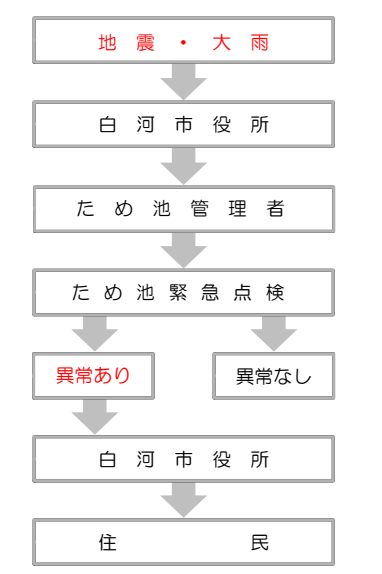 地震・大雨
白河市役所
ため池管理者
ため池緊急点検
異常あり 異常なし
白河市役所
住民